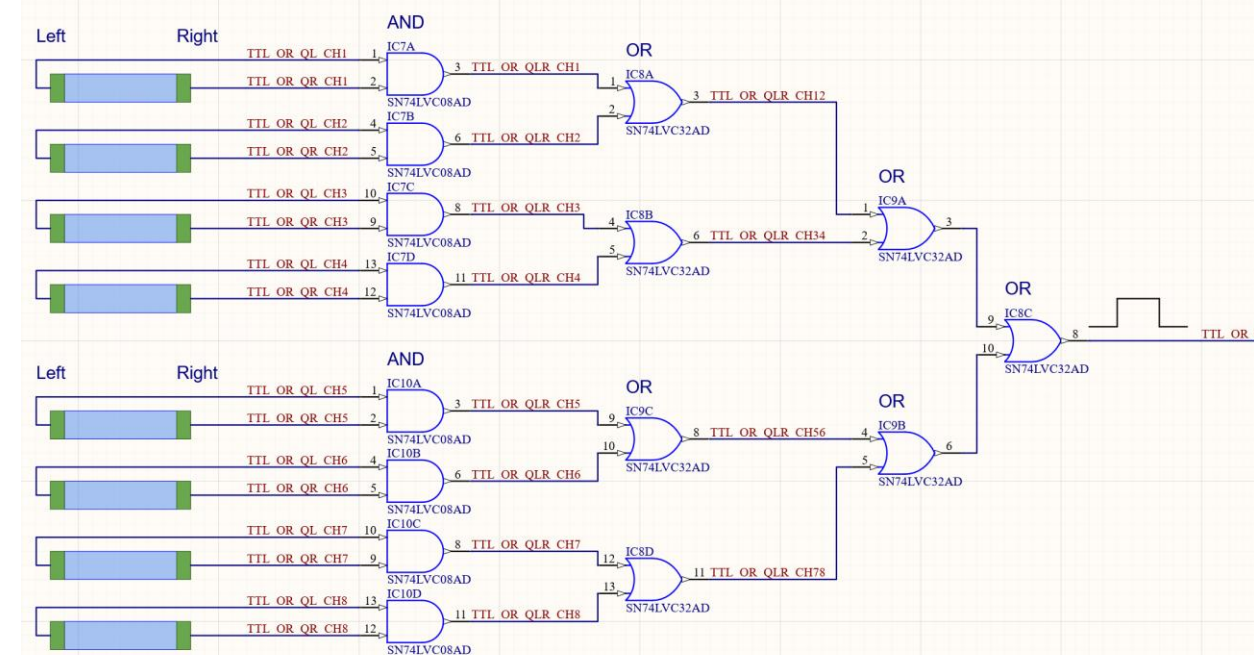 AND
Left Right
OR
TTL OR QL CH1 1 IC7A
3 TTL OR QLR CH1
TTL OR QR CH1 2
SN74LVC08AD
IC8A
1
3 TTL OR QLR CH12
2
SN74LVC32AD
TTL OR QL CH2 4 IC7B
6 TTL OR QLR CH2
TTL OR QR CH2 5
SN74LVC08AD
TTL OR QL CH3 10 IC7C
8 TTL OR QLR CH3
TTL OR QR CH3 9
SN74LVC08AD
IC8B
4
6 TTL OR QLR CH34
5
SN74LVC32AD
TTL OR QL CH4 13 IC7D
11 TTL OR QLR CH4
TTL OR QR CH4 12
SN74LVC08AD
OR
IC9A
1
3
2
SN74LVC32AD
OR
IC8C
9
8
10
SN74LVC32AD
TTL OR
AND
Left Right
OR
TTL OR QL CH5 1 IC10A
3 TTL OR QLR CH5
TTL OR QR CH5 2
SN74LVC08AD
IC9C
9
8 TTL OR QLR CH56
10
SN74LVC32AD
TTL OR QL CH6 4 IC10B
6 TTL OR QLR CH6
TTL OR QR CH6 5
SN74LVC08AD
OR
IC9B
4
6
5
SN74LVC32AD
TTL OR QL CH7 10 IC10C
8 TTL OR QLR CH7
TTL OR QR CH7 9
SN74LVC08AD
IC8D
12
11 TTL OR QLR CH78
13
SN74LVC32AD
TTL OR QL CH8 13 IC10D
11 TTL OR QLR CH8
TTL OR QR CH8 12
SN74LVC08AD